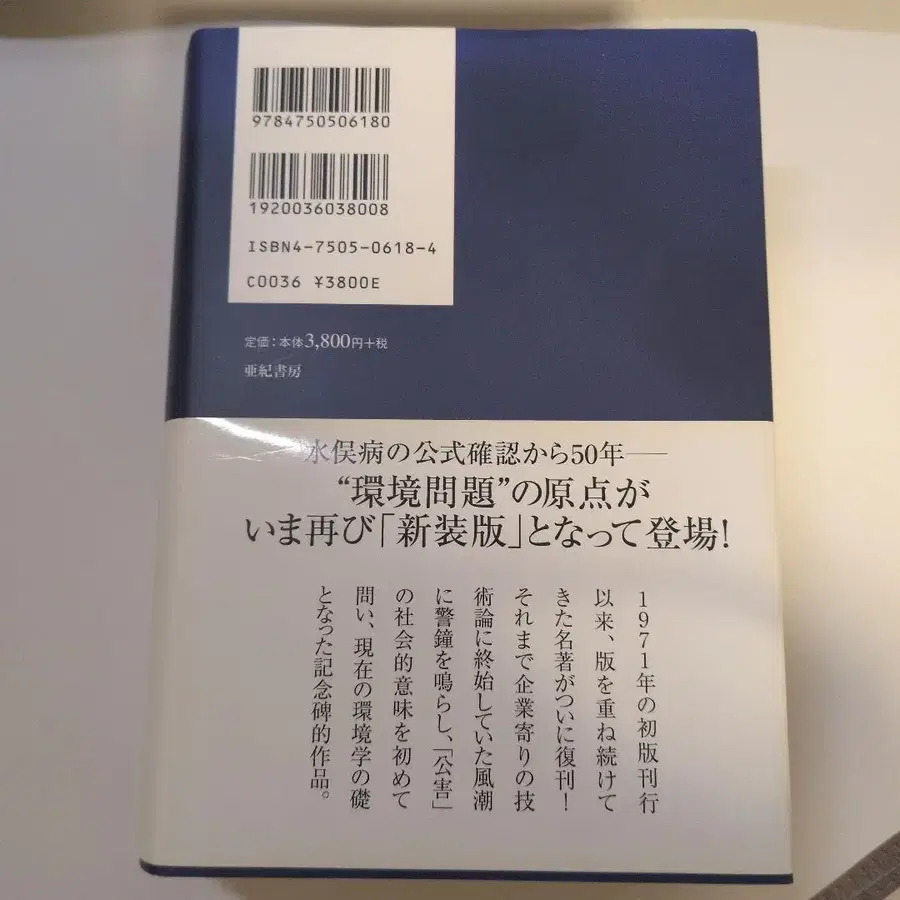 9784750506180
1920036038008
ISBN4-7505-0618-4
C0036 ¥3800E
定価：本体3,800円＋税
亜紀書房
水俣病の公式確認から50年──
“環境問題”の原点が
いま再び「新装版」となって登場！
1971年の初版刊行
以来、版を重ね続けて
きた名著がついに復刊！
それまで企業寄りの技
術論に終始していた風潮
に警鐘を鳴らし、「公害」
の社会的意味を初めて
問い、現在の環境学の礎
となった記念碑的作品。